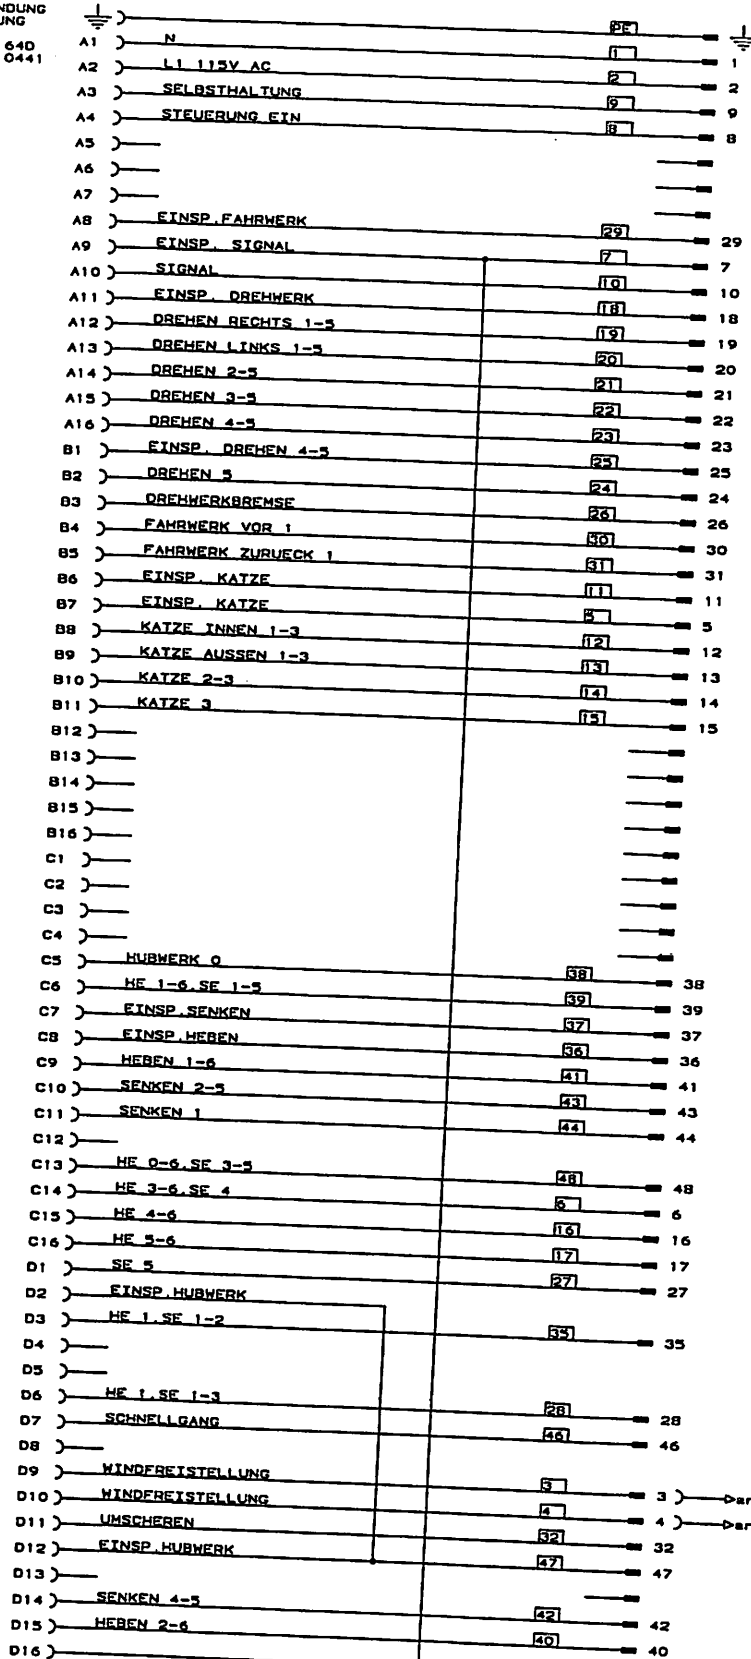 NDUNG
UNG
64D
0441
PE
A1 N 1 1
A2 L1 115V AC 2 2
A3 SELBSTHALTUNG 9 9
A4 STEUERUNG EIN 8 8
A5
A6
A7
A8 EINSP.FAHRWERK 29 29
A9 EINSP. SIGNAL 7 7
A10 SIGNAL 10 10
A11 EINSP. DREHWERK 18 18
A12 DREHEN RECHTS 1-5 19 19
A13 DREHEN LINKS 1-5 20 20
A14 DREHEN 2-5 21 21
A15 DREHEN 3-5 22 22
A16 DREHEN 4-5 23 23
B1 EINSP. DREHEN 4-5 25 25
B2 DREHEN 5 24 24
B3 DREHWERKBREMSE 26 26
B4 FAHRWERK VOR 1 30 30
B5 FAHRWERK ZURUECK 1 31 31
B6 EINSP. KATZE 11 11
B7 EINSP. KATZE 5 5
B8 KATZE INNEN 1-3 12 12
B9 KATZE AUSSEN 1-3 13 13
B10 KATZE 2-3 14 14
B11 KATZE 3 15 15
B12
B13
B14
B15
B16
C1
C2
C3
C4
C5 HUBWERK 0 38 38
C6 HE 1-6.SE 1-5 39 39
C7 EINSP.SENKEN 37 37
C8 EINSP.HEBEN 36 36
C9 HEBEN 1-6 41 41
C10 SENKEN 2-5 43 43
C11 SENKEN 1 44 44
C12
C13 HE 0-6.SE 3-5 48 48
C14 HE 3-6.SE 4 6 6
C15 HE 4-6 16 16
C16 HE 5-6 17 17
D1 SE 5 27 27
D2 EINSP.HUBWERK
D3 HE 1.SE 1-2 35 35
D4
D5
D6 HE 1.SE 1-3 28 28
D7 SCHNELLGANG 46 46
D8
D9 WINDFREISTELLUNG 3 3 an
D10 WINDFREISTELLUNG 4 4 an
D11 UMSCHEREN 32 32
D12 EINSP.HUBWERK 47 47
D13
D14 SENKEN 4-5 42 42
D15 HEBEN 2-6 40 40
D16